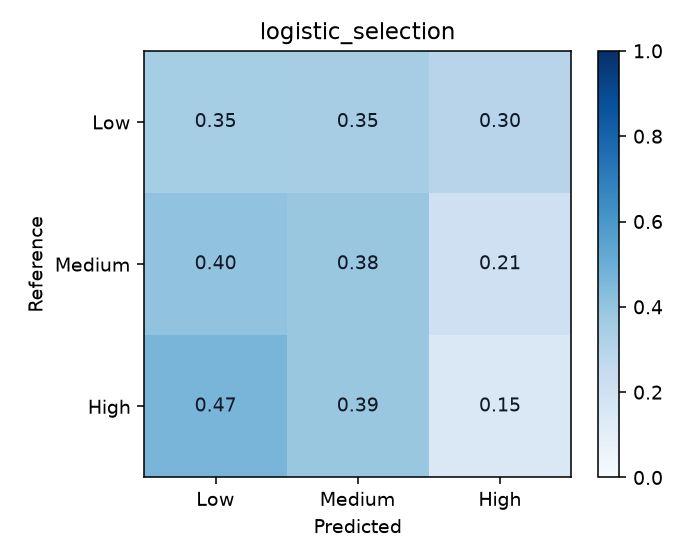 logistic_selection
1.0
Low 0.35 0.35 0.30
0.8
0.6
Reference
Medium 0.40 0.38 0.21
0.4
0.2
High 0.47 0.39 0.15
0.0
Low Medium High
Predicted